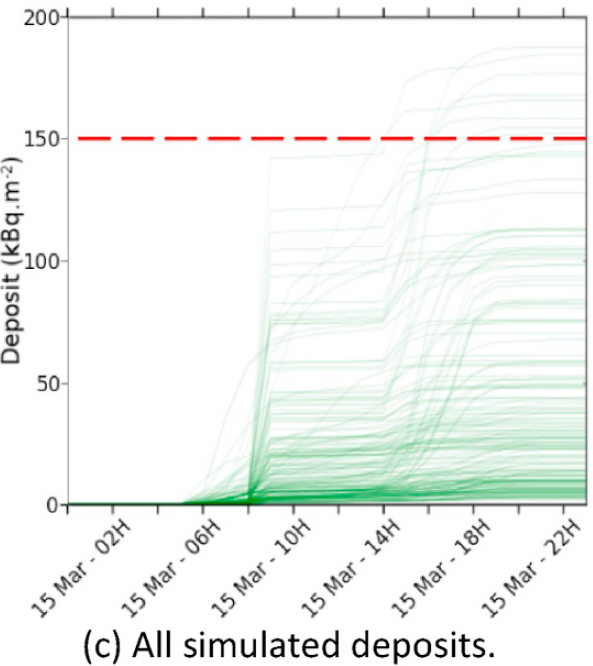 200
150
100
50
0
Deposit (kBq.m⁻²)
15 Mar - 02H
15 Mar - 06H
15 Mar - 10H
15 Mar - 14H
15 Mar - 18H
15 Mar - 22H
(c) All simulated deposits.